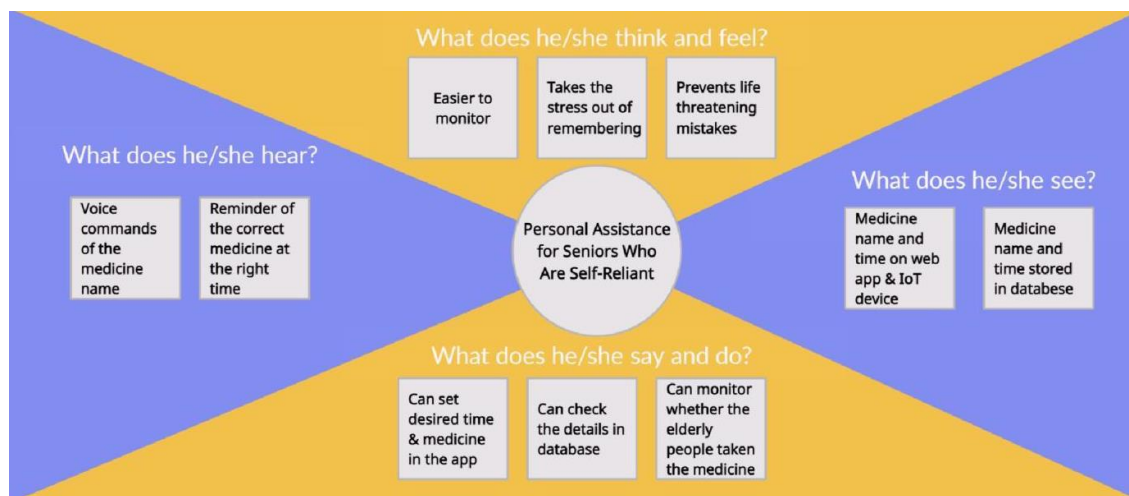 What does he/she think and feel?
Easier to
monitor
Takes the
stress out of
remembering
Prevents life
threatening
mistakes
What does he/she hear?
Voice
commands
of the
medicine
name
Reminder of
the correct
medicine at
the right
time
Personal Assistance
for Seniors Who
Are Self-Reliant
What does he/she see?
Medicine
name and
time on web
app & IoT
device
Medicine
name and
time stored
in databese
What does he/she say and do?
Can set
desired time
& medicine
in the app
Can check
the details in
database
Can monitor
whether the
elderly
people taken
the medicine